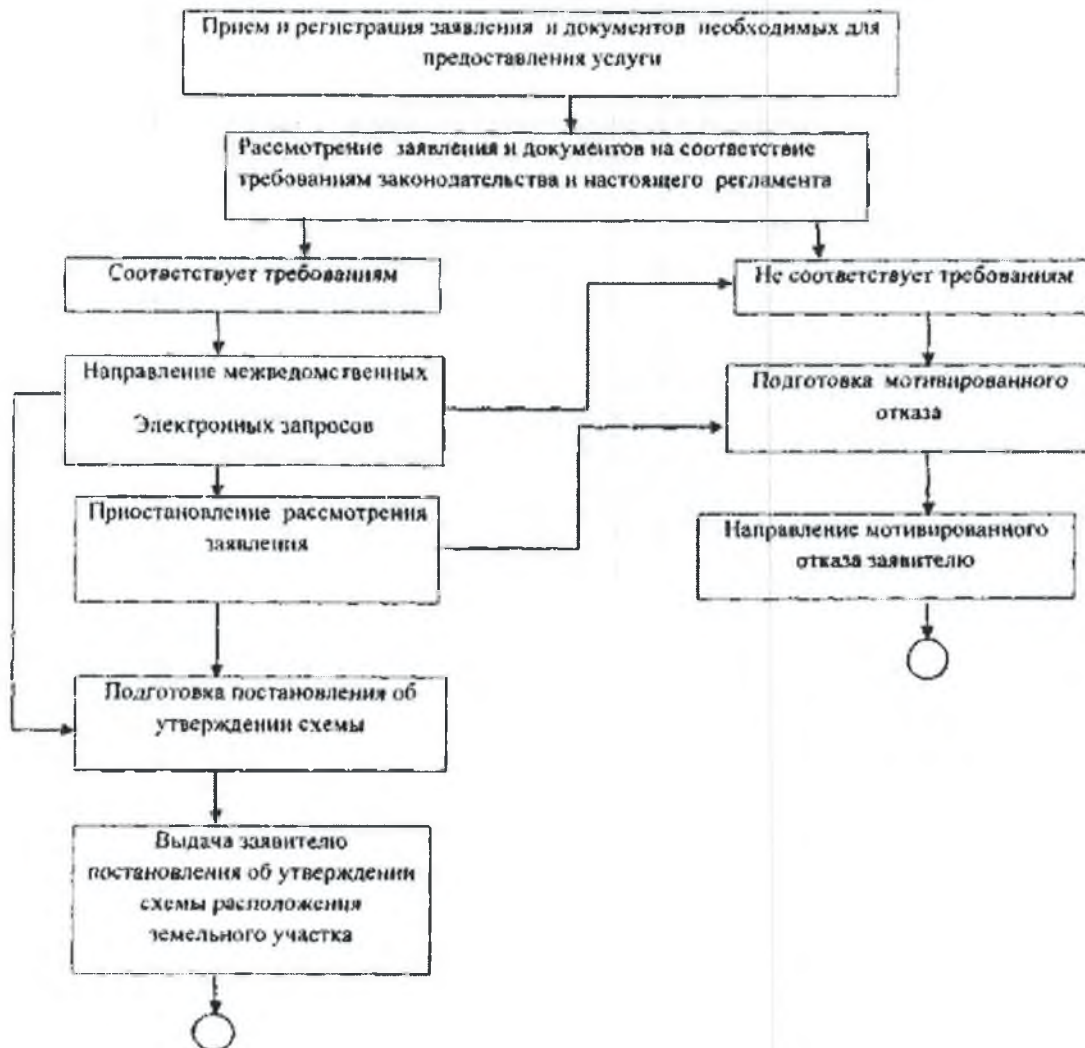 Прием и регистрация заявления и документов необходимых для
предоставления услуги
Рассмотрение заявления и документов на соответствие
требованиям законодательства и настоящего регламента
Соответствует требованиям
Не соответствует требованиям
Направление межведомственных
Электронных запросов
Подготовка мотивированного
отказа
Приостановление рассмотрения
заявления
Направление мотивированного
отказа заявителю
Подготовка постановления об
утверждении схемы
Выдача заявителю
постановления об утверждении
схемы расположения
земельного участка